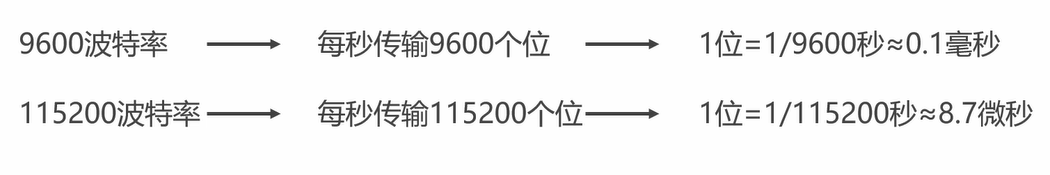 9600波特率 → 每秒传输9600个位 → 1位=1/9600秒≈0.1毫秒
115200波特率 → 每秒传输115200个位 → 1位=1/115200秒≈8.7微秒